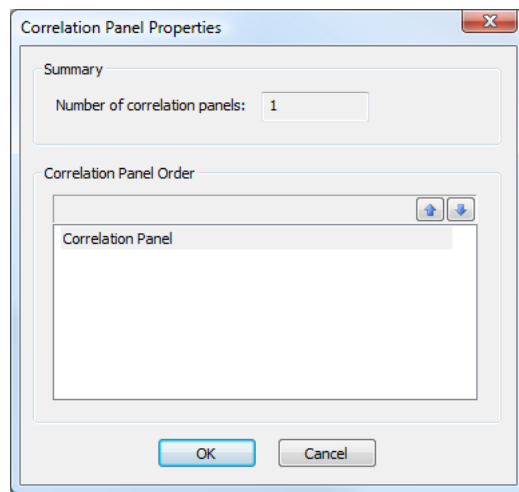 Correlation Panel Properties
Summary
Number of correlation panels: 1
Correlation Panel Order
Correlation Panel
OK Cancel